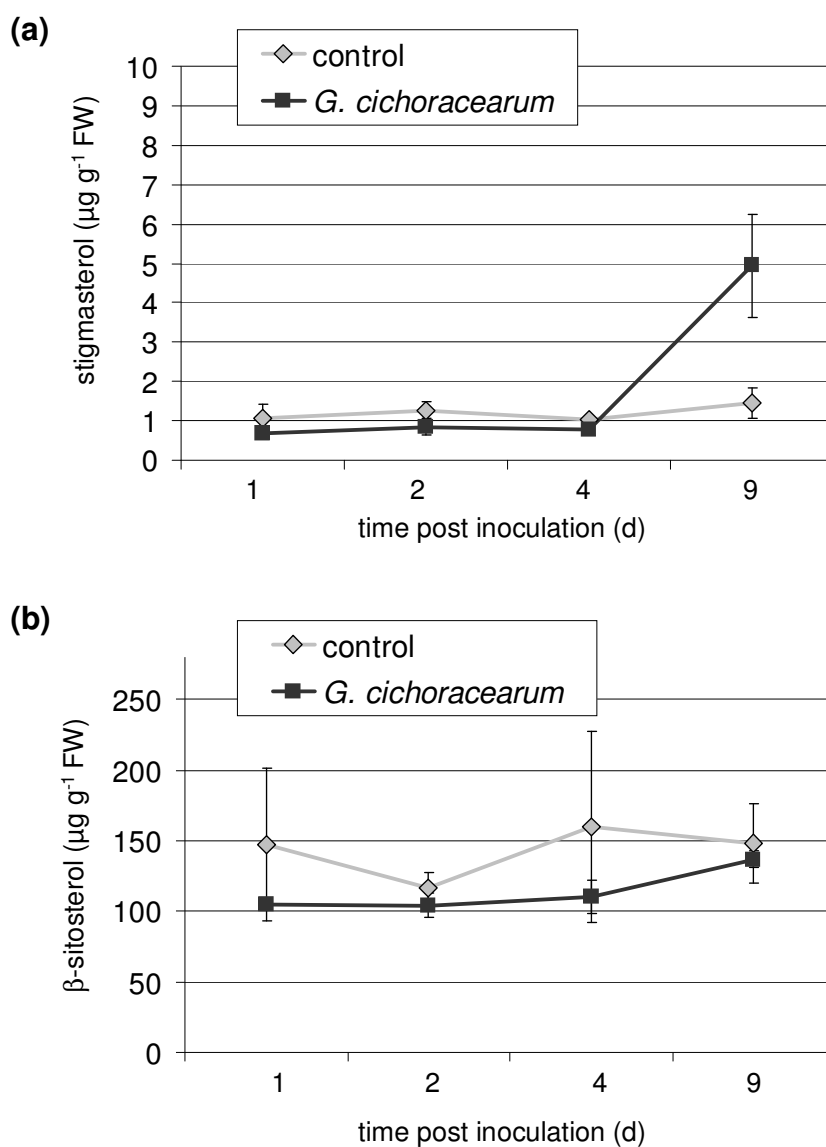 (a)
control
G. cichoracearum
10
9
8
7
6
5
4
3
2
1
0
stigmasterol (µg g⁻¹ FW)
1 2 4 9
time post inoculation (d)
(b)
control
G. cichoracearum
250
200
150
100
50
0
β-sitosterol (µg g⁻¹ FW)
1 2 4 9
time post inoculation (d)